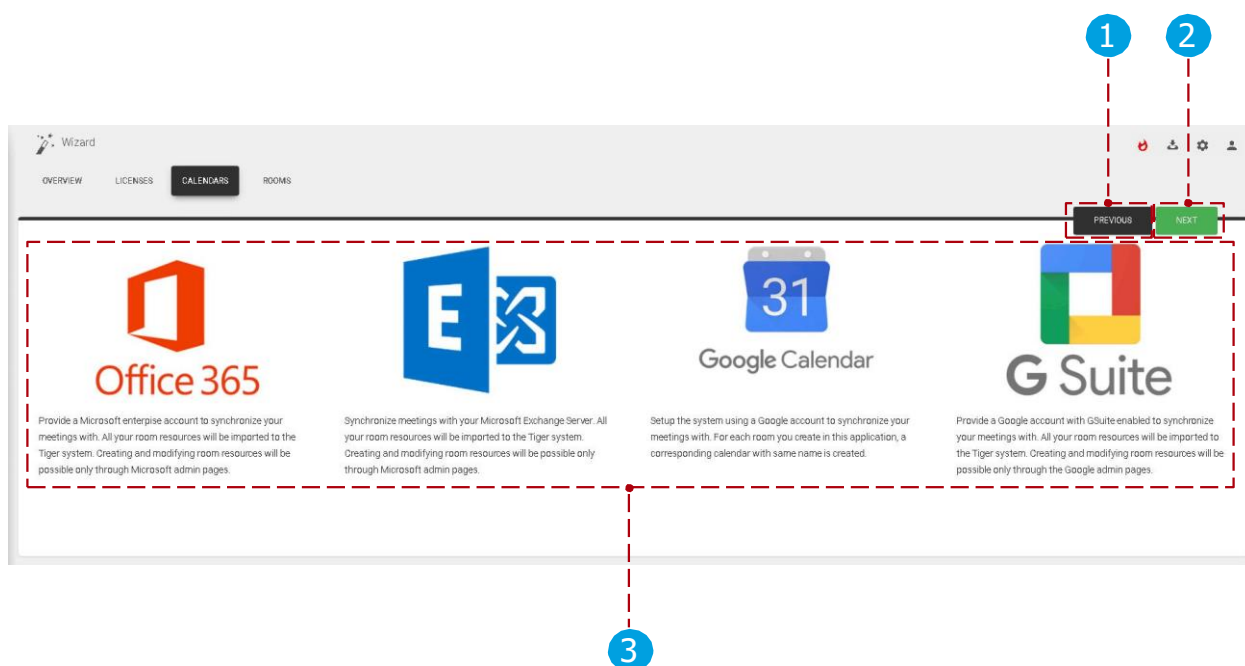 1 2
Wizard
OVERVIEW LICENSES CALENDARS ROOMS
PREVIOUS NEXT
Office 365
Provide a Microsoft enterpise account to synchronize your
meetings with. All your room resources will be imported to the
Tiger system. Creating and modifying room resources will be
possible only through Microsoft admin pages.
E
Synchronize meetings with your Microsoft Exchange Server. All
your room resources will be imported to the Tiger system.
Creating and modifying room resources will be possible only
through Microsoft admin pages.
31
Google Calendar
Setup the system using a Google account to synchronize your
meetings with. For each room you create in this application, a
corresponding calendar with same name is created.
G Suite
Provide a Google account with GSuite enabled to synchronize
your meetings with. All your room resources will be imported to
the Tiger system. Creating and modifying room resources will be
possible only through the Google admin pages.
3